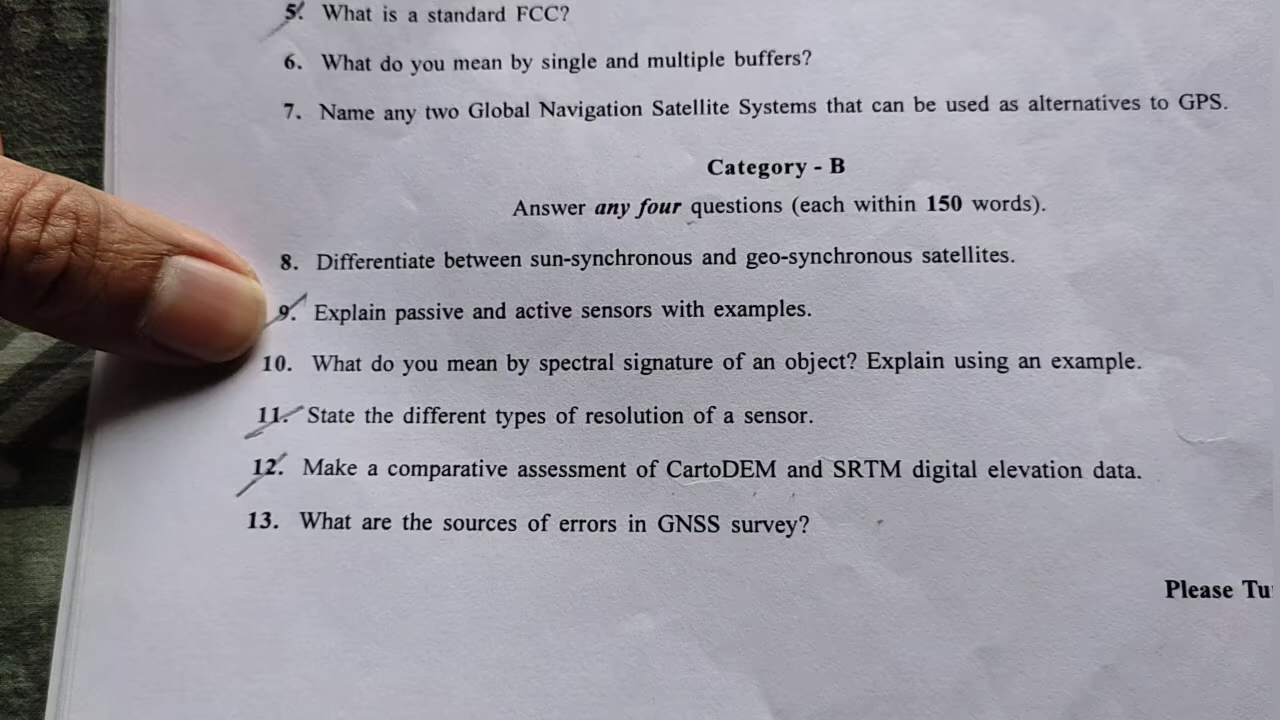 5. What is a standard FCC?
6. What do you mean by single and multiple buffers?
7. Name any two Global Navigation Satellite Systems that can be used as alternatives to GPS.
Category - B
Answer any four questions (each within 150 words).
8. Differentiate between sun-synchronous and geo-synchronous satellites.
9. Explain passive and active sensors with examples.
10. What do you mean by spectral signature of an object? Explain using an example.
11. State the different types of resolution of a sensor.
12. Make a comparative assessment of CartoDEM and SRTM digital elevation data.
13. What are the sources of errors in GNSS survey?
Please